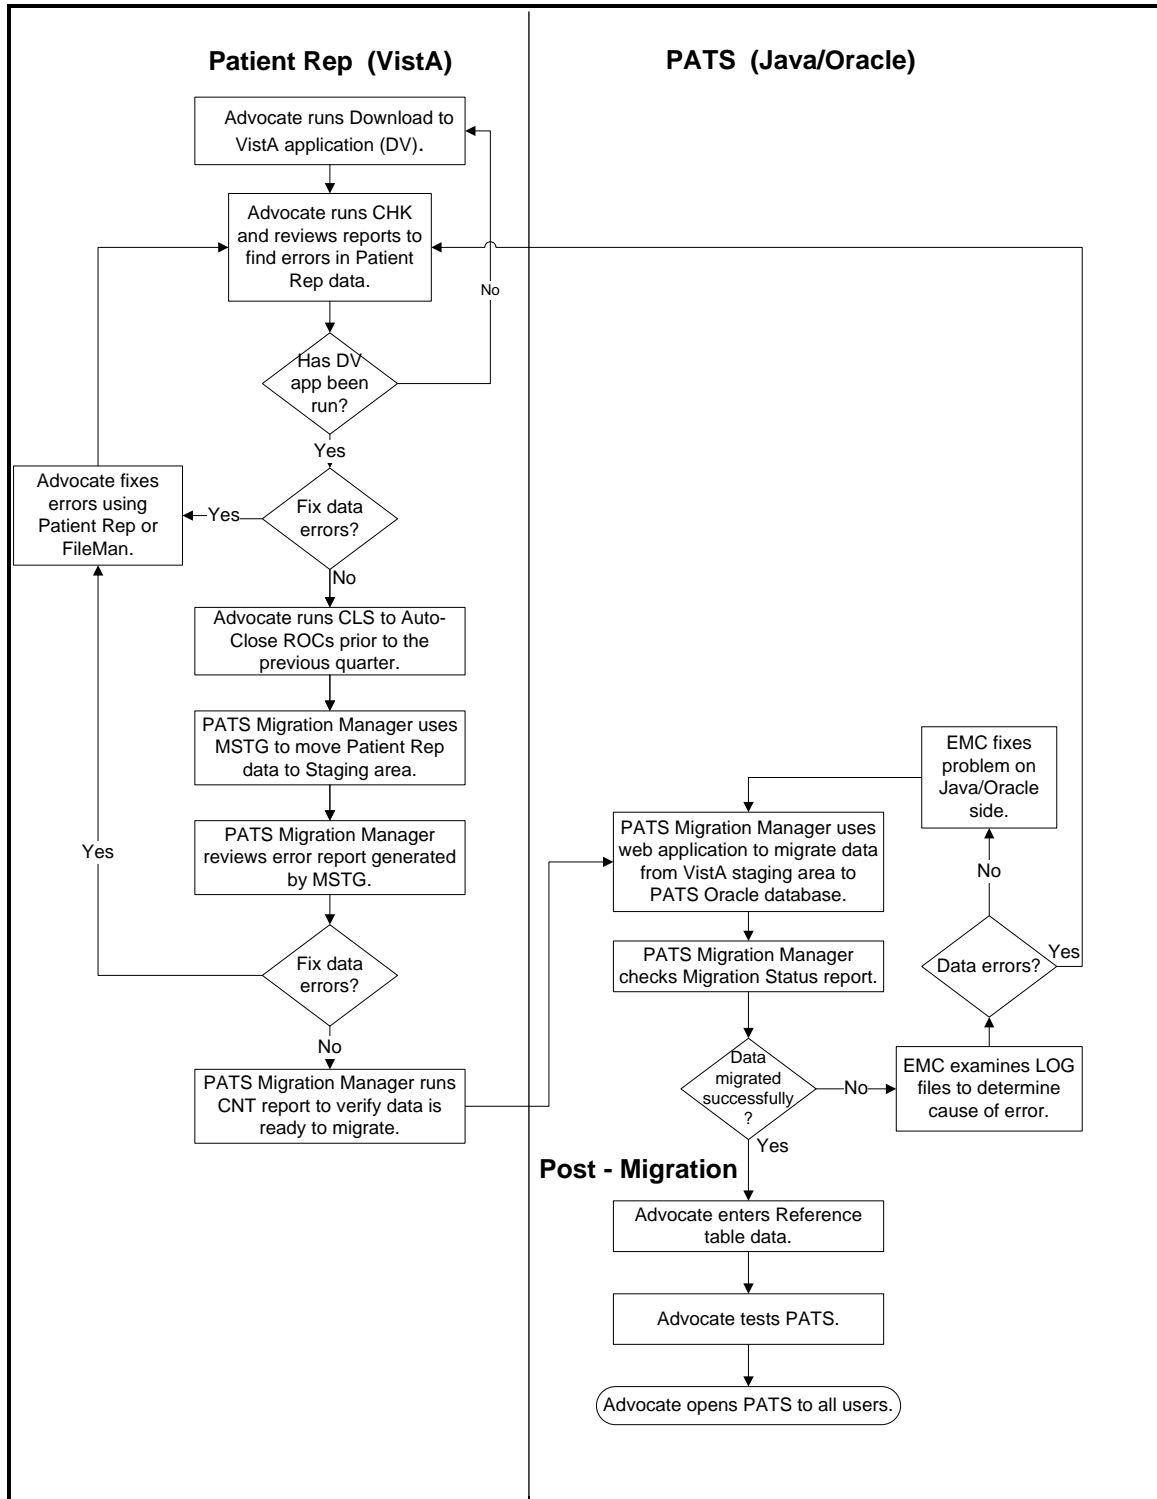 Patient Rep  (VistA)
Advocate runs Download to
VistA application (DV).
Advocate runs CHK
and reviews reports to
find errors in Patient
Rep data.
No
Has DV
app been
run?
Yes
Advocate fixes
errors using
Patient Rep or
FileMan.
Yes
Fix data
errors?
No
Advocate runs CLS to Auto-
Close ROCs prior to the
previous quarter.
PATS Migration Manager uses
MSTG to move Patient Rep
data to Staging area.
PATS Migration Manager
reviews error report generated
by MSTG.
Yes
Fix data
errors?
No
PATS Migration Manager runs
CNT report to verify data is
ready to migrate.
PATS  (Java/Oracle)
EMC fixes
problem on
Java/Oracle
side.
PATS Migration Manager uses
web application to migrate data
from VistA staging area to
PATS Oracle database.
No
PATS Migration Manager
checks Migration Status report.
Data errors?
Yes
Data
migrated
successfully
?
No
EMC examines LOG
files to determine
cause of error.
Yes
Post - Migration
Advocate enters Reference
table data.
Advocate tests PATS.
Advocate opens PATS to all users.